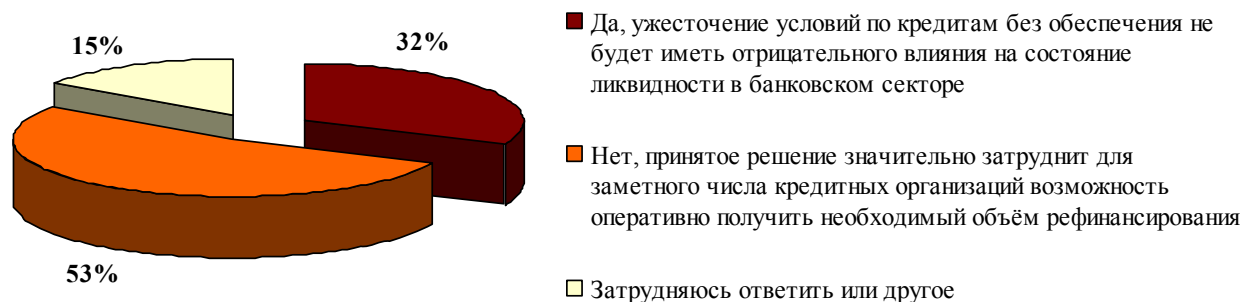 15%
32%
53%
Да, ужесточение условий по кредитам без обеспечения не
будет иметь отрицательного влияния на состояние
ликвидности в банковском секторе
Нет, принятое решение значительно затруднит для
заметного числа кредитных организаций возможность
оперативно получить необходимый объём рефинансирования
Затрудняюсь ответить или другое